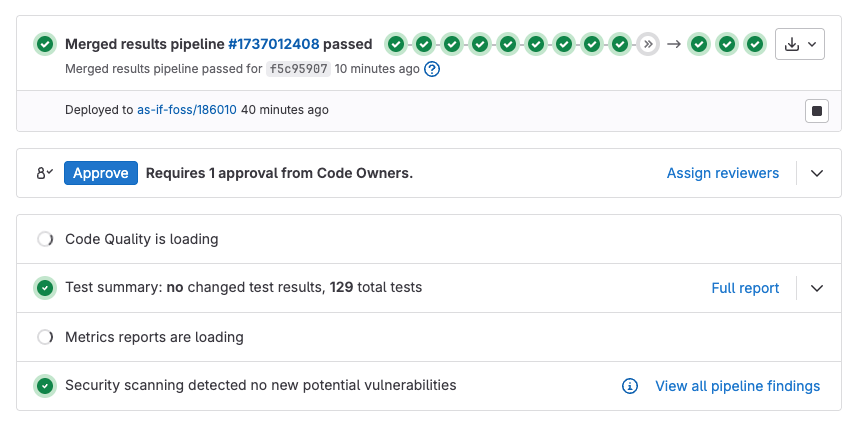 Merged results pipeline #1737012408 passed
Merged results pipeline passed for f5c95907 10 minutes ago
Deployed to as-if-foss/186010 40 minutes ago
Approve Requires 1 approval from Code Owners. Assign reviewers
Code Quality is loading
Test summary: no changed test results, 129 total tests Full report
Metrics reports are loading
Security scanning detected no new potential vulnerabilities View all pipeline findings